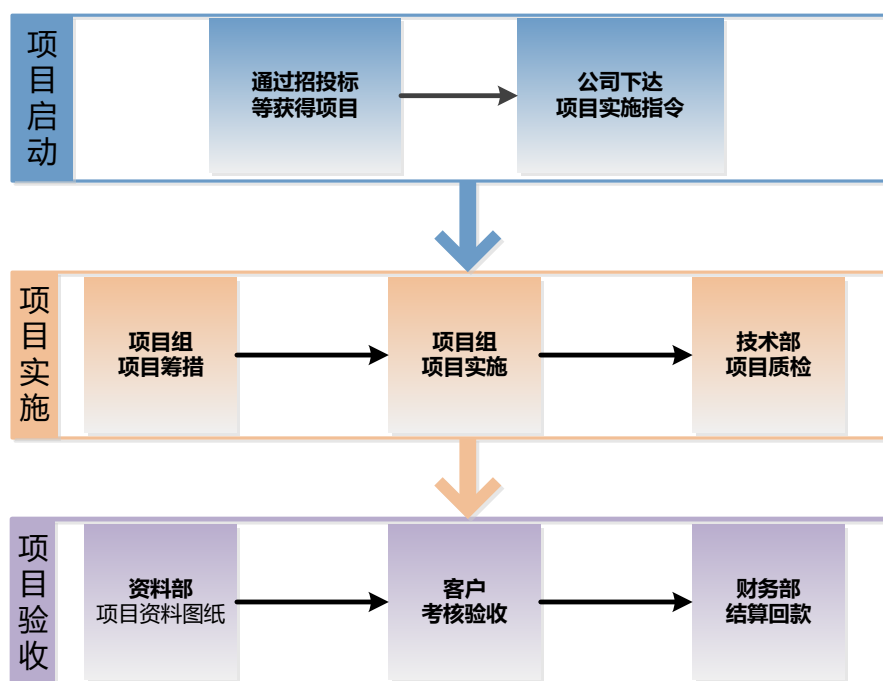 项目启动
通过招投标
等获得项目
公司下达
项目实施指令
项目实施
项目组
项目筹措
项目组
项目实施
技术部
项目质检
项目验收
资料部
项目资料图纸
客户
考核验收
财务部
结算回款